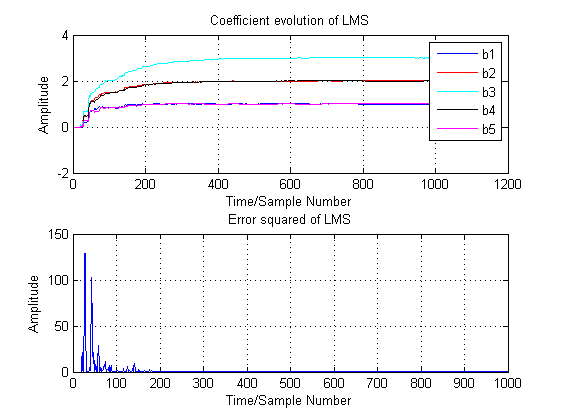 Coefficient evolution of LMS
4
2
0
-2
Amplitude
b1
b2
b3
b4
b5
0 200 400 600 800 1000 1200
Time/Sample Number
Error squared of LMS
150
100
50
0
Amplitude
0 100 200 300 400 500 600 700 800 900 1000
Time/Sample Number